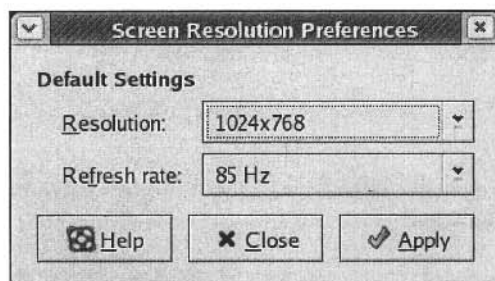 Screen Resolution Preferences
Default Settings
Resolution: 1024x768
Refresh rate: 85 Hz
Help Close Apply